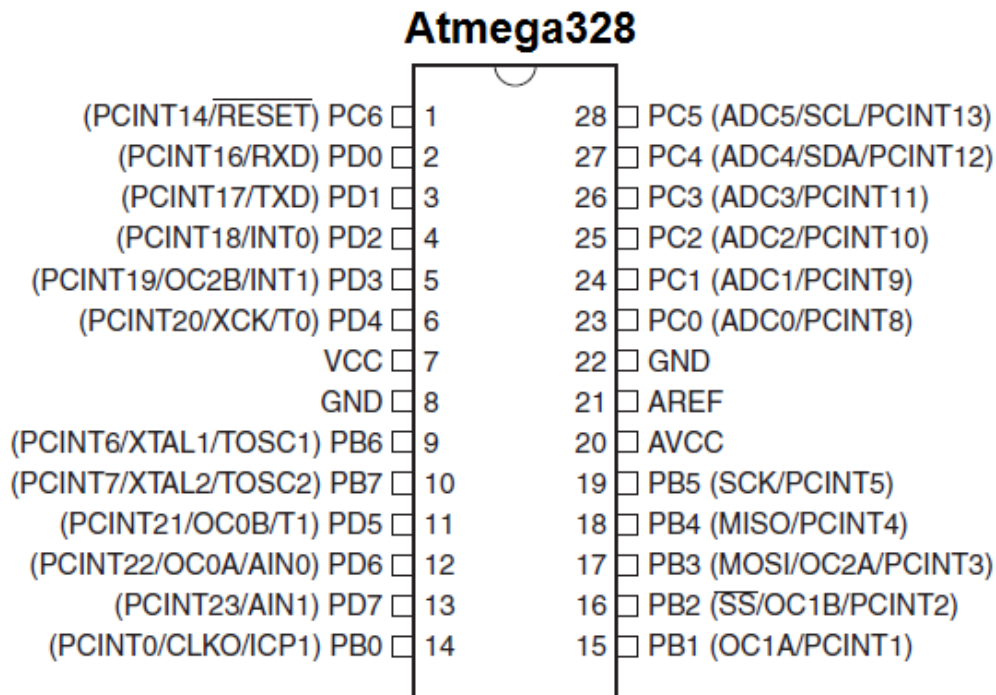 Atmega328
(PCINT14/RESET) PC6 1 28 PC5 (ADC5/SCL/PCINT13)
(PCINT16/RXD) PD0 2 27 PC4 (ADC4/SDA/PCINT12)
(PCINT17/TXD) PD1 3 26 PC3 (ADC3/PCINT11)
(PCINT18/INT0) PD2 4 25 PC2 (ADC2/PCINT10)
(PCINT19/OC2B/INT1) PD3 5 24 PC1 (ADC1/PCINT9)
(PCINT20/XCK/T0) PD4 6 23 PC0 (ADC0/PCINT8)
VCC 7 22 GND
GND 8 21 AREF
(PCINT6/XTAL1/TOSC1) PB6 9 20 AVCC
(PCINT7/XTAL2/TOSC2) PB7 10 19 PB5 (SCK/PCINT5)
(PCINT21/OC0B/T1) PD5 11 18 PB4 (MISO/PCINT4)
(PCINT22/OC0A/AIN0) PD6 12 17 PB3 (MOSI/OC2A/PCINT3)
(PCINT23/AIN1) PD7 13 16 PB2 (SS/OC1B/PCINT2)
(PCINT0/CLKO/ICP1) PB0 14 15 PB1 (OC1A/PCINT1)